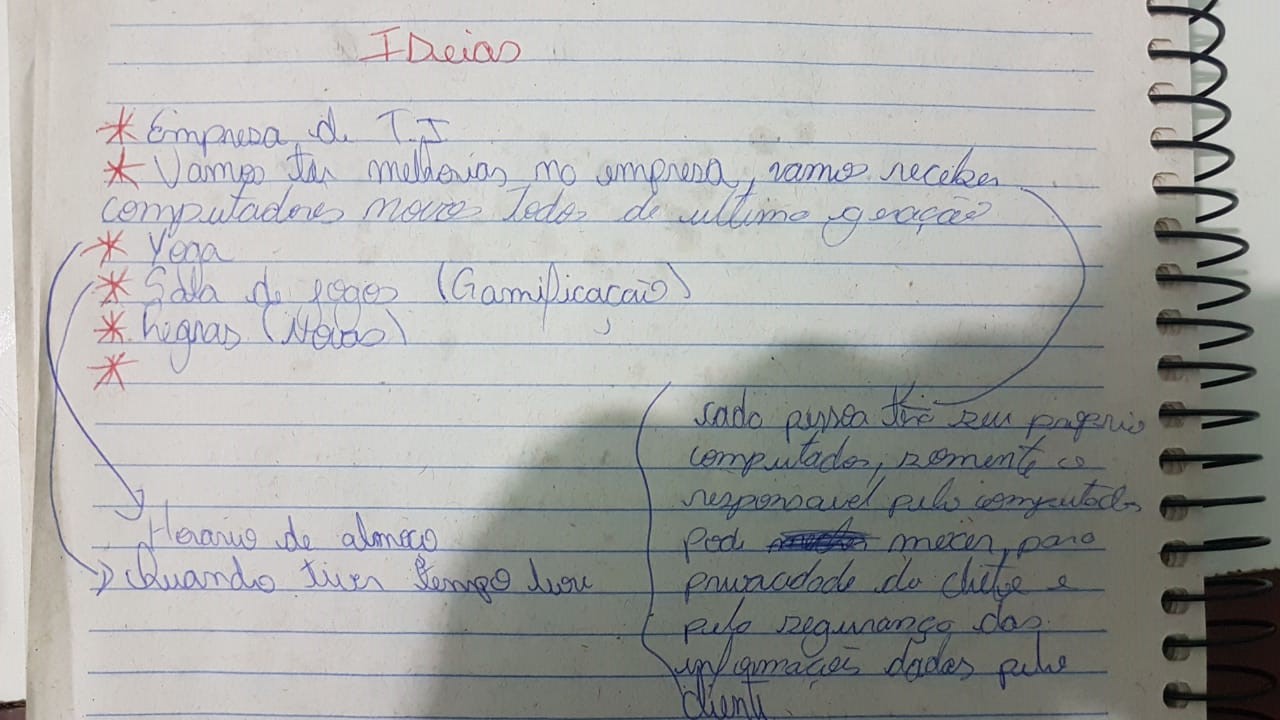 IDeias
* Empresa de T.I
* Vamos ter melhorias na empresa, vamos receber
computadores novos todos de ultima geração
* Yoga
* Sala de jogos (Gamificação)
* Regras (Novas)
*
cada pessoa terá seu proprio
computador, somente o
responsavel pelo computador
pode mexer, para
privacidade do chefe e
pela segurança das
informações dadas pelo
cliente
Horario de almoço
Quando tiver tempo livre